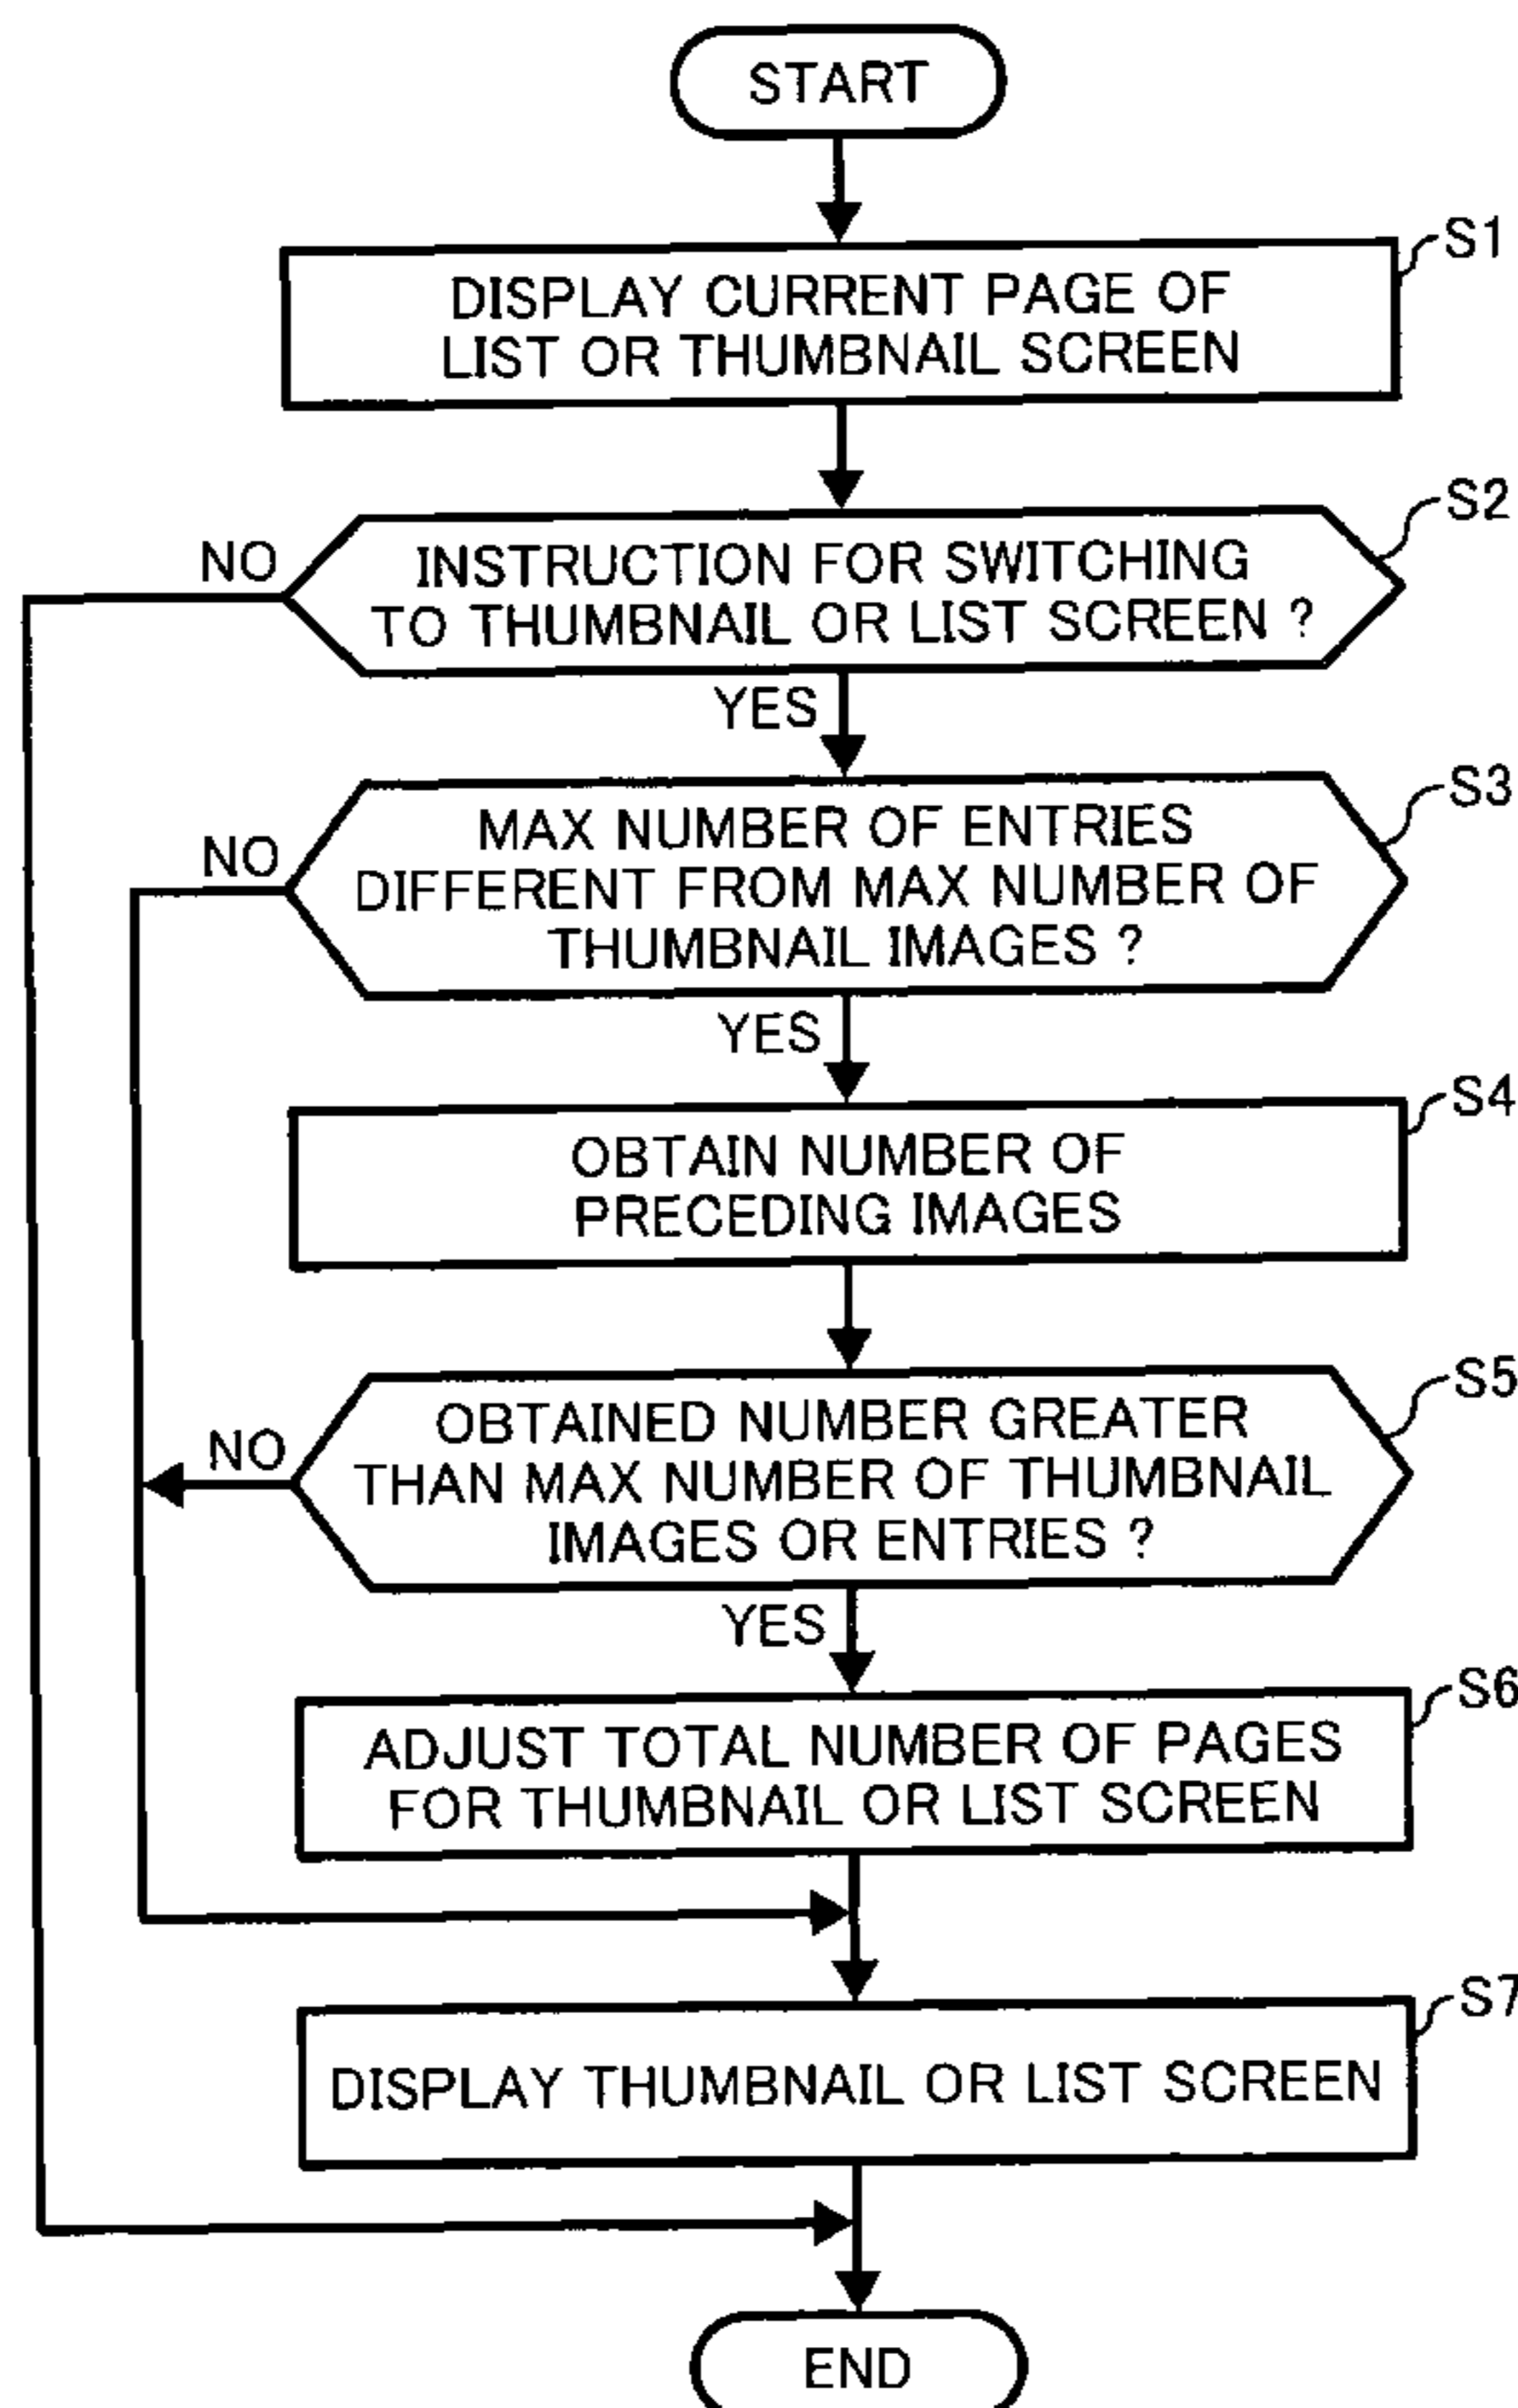 START
S1
DISPLAY CURRENT PAGE OF
LIST OR THUMBNAIL SCREEN
S2
NO
INSTRUCTION FOR SWITCHING
TO THUMBNAIL OR LIST SCREEN ?
YES
S3
NO
MAX NUMBER OF ENTRIES
DIFFERENT FROM MAX NUMBER OF
THUMBNAIL IMAGES ?
YES
S4
OBTAIN NUMBER OF
PRECEDING IMAGES
S5
NO
OBTAINED NUMBER GREATER
THAN MAX NUMBER OF THUMBNAIL
IMAGES OR ENTRIES ?
YES
S6
ADJUST TOTAL NUMBER OF PAGES
FOR THUMBNAIL OR LIST SCREEN
S7
DISPLAY THUMBNAIL OR LIST SCREEN
END